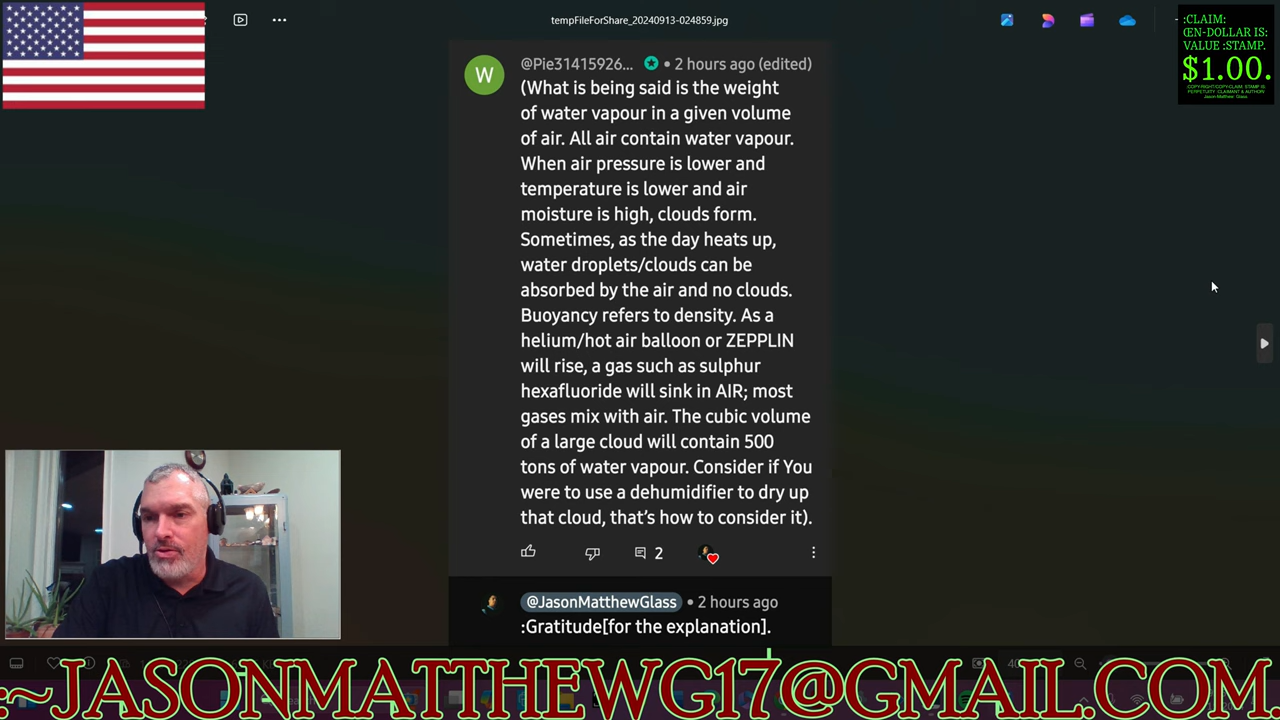 tempFileForShare_20240913-024859.jpg
:CLAIM:
ŒN-DOLLAR IS:
VALUE :STAMP.
$1.00.
@Pie31415926... • 2 hours ago (edited)
W
(What is being said is the weight
of water vapour in a given volume
of air. All air contain water vapour.
When air pressure is lower and
temperature is lower and air
moisture is high, clouds form.
Sometimes, as the day heats up,
water droplets/clouds can be
absorbed by the air and no clouds.
Buoyancy refers to density. As a
helium/hot air balloon or ZEPPLIN
will rise, a gas such as sulphur
hexafluoride will sink in AIR; most
gases mix with air. The cubic volume
of a large cloud will contain 500
tons of water vapour. Consider if You
were to use a dehumidifier to dry up
that cloud, that's how to consider it).
2
@JasonMatthewGlass • 2 hours ago
:Gratitude[for the explanation].
:~JASONMATTHEWG17@GMAIL.COM.